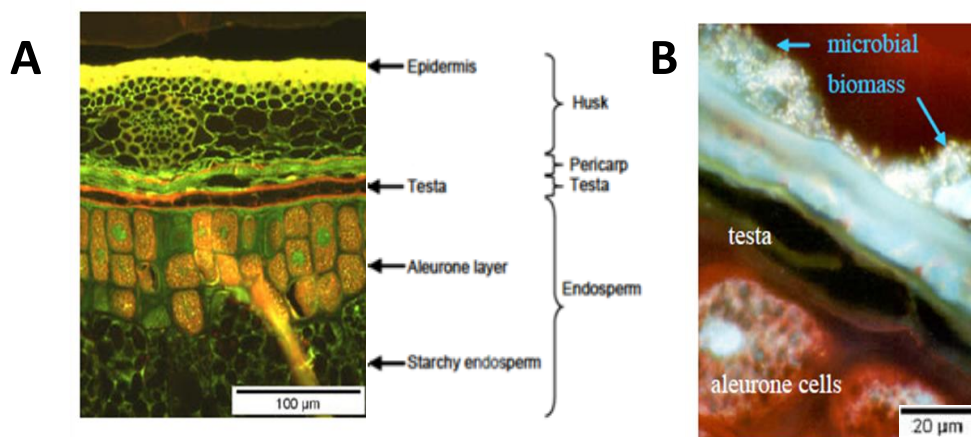 A
Epidermis
Husk
Pericarp
Testa
Testa
Aleurone layer
Endosperm
Starchy endosperm
100 µm
B
microbial
biomass
testa
aleurone cells
20 µm